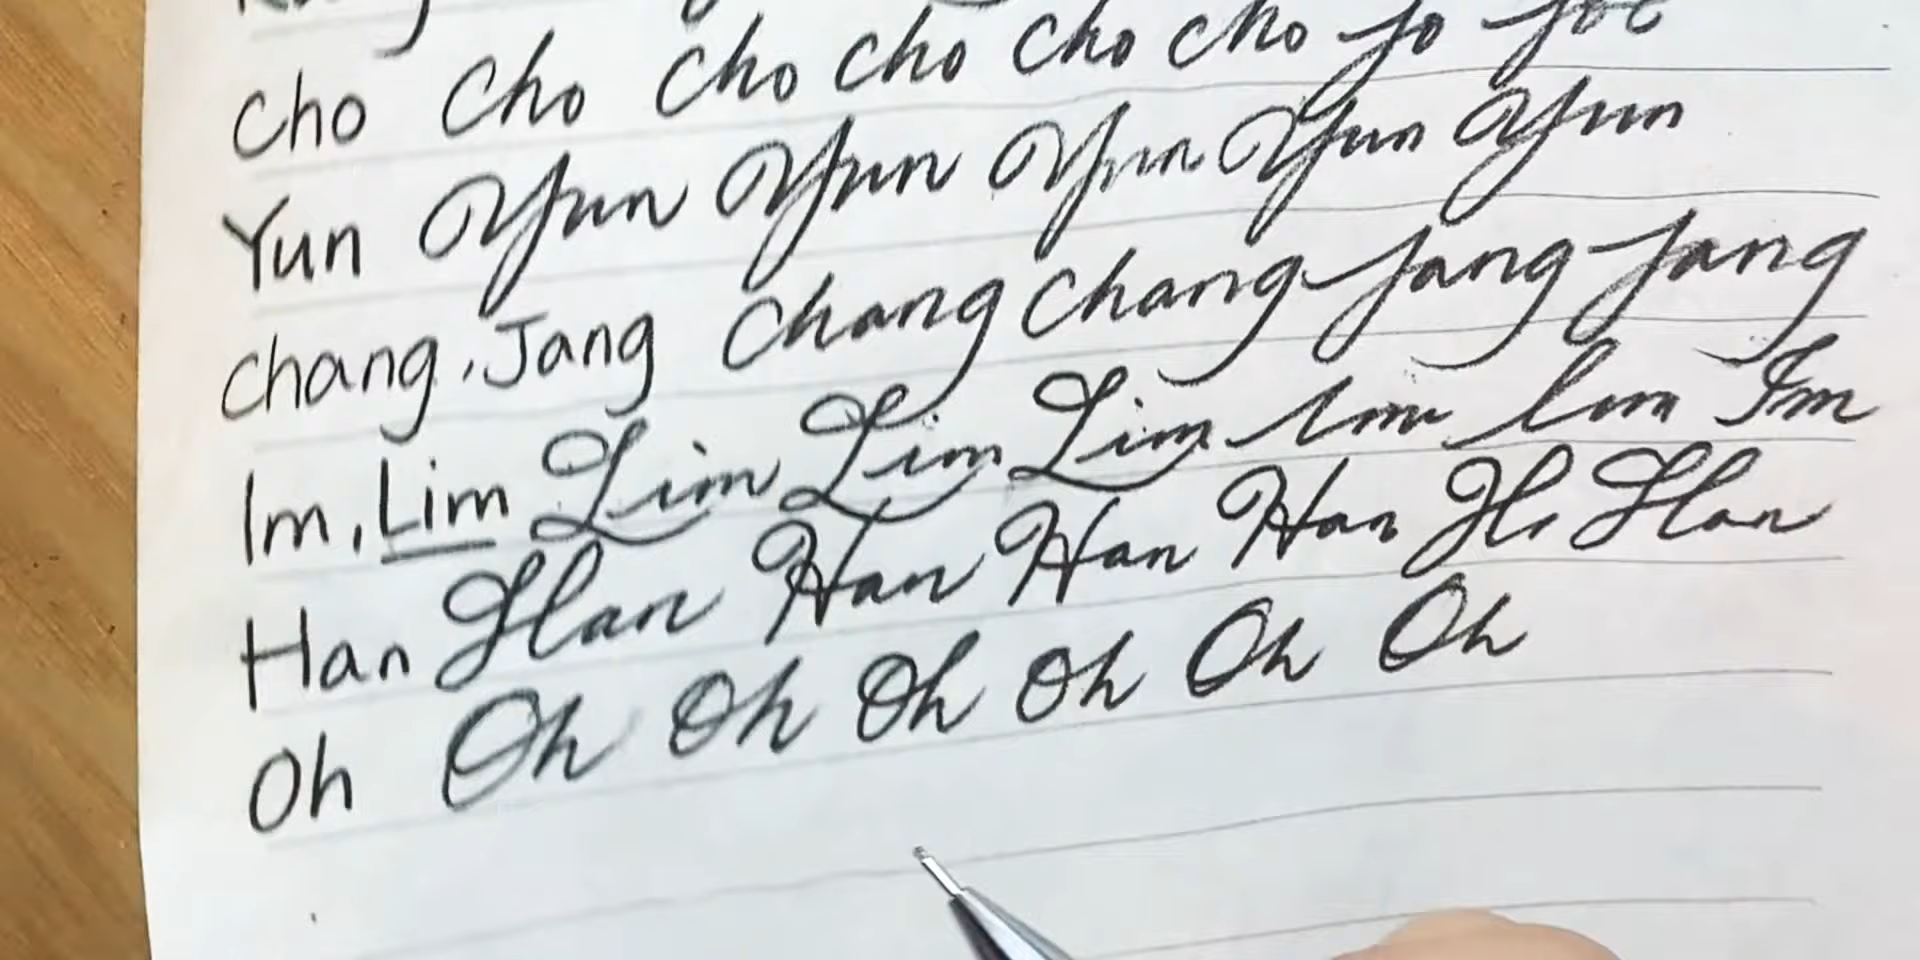 Cho Cho Cho Cho Cho Cho Jo Joe
Yun Yun Yun Yun Yun Yun
Chang, Jang Chang Chang Jang Jang
Im, Lim Lim Lim Lim Im Im Im
Han Han Han Han Han H Han
Oh Oh Oh Oh Oh Oh Oh